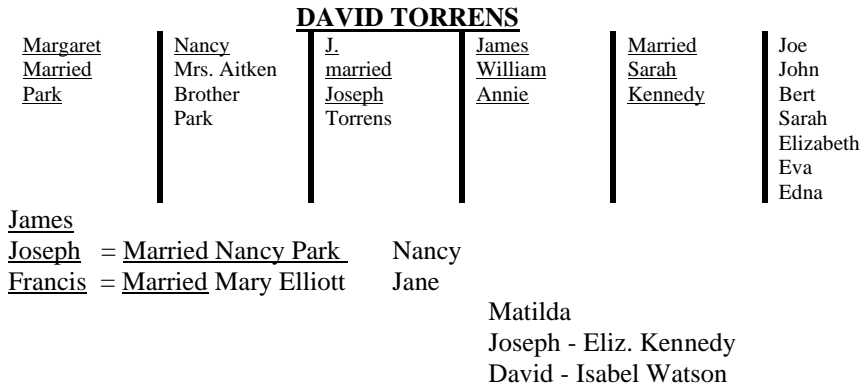 DAVID TORRENS
Margaret Nancy J. James Married Joe
Married Mrs. Aitken married William Sarah John
Park Brother Joseph Annie Kennedy Bert
Park Torrens Sarah
Elizabeth
Eva
Edna
James
Joseph = Married Nancy Park Nancy
Francis = Married Mary Elliott Jane
Matilda
Joseph - Eliz. Kennedy
David - Isabel Watson